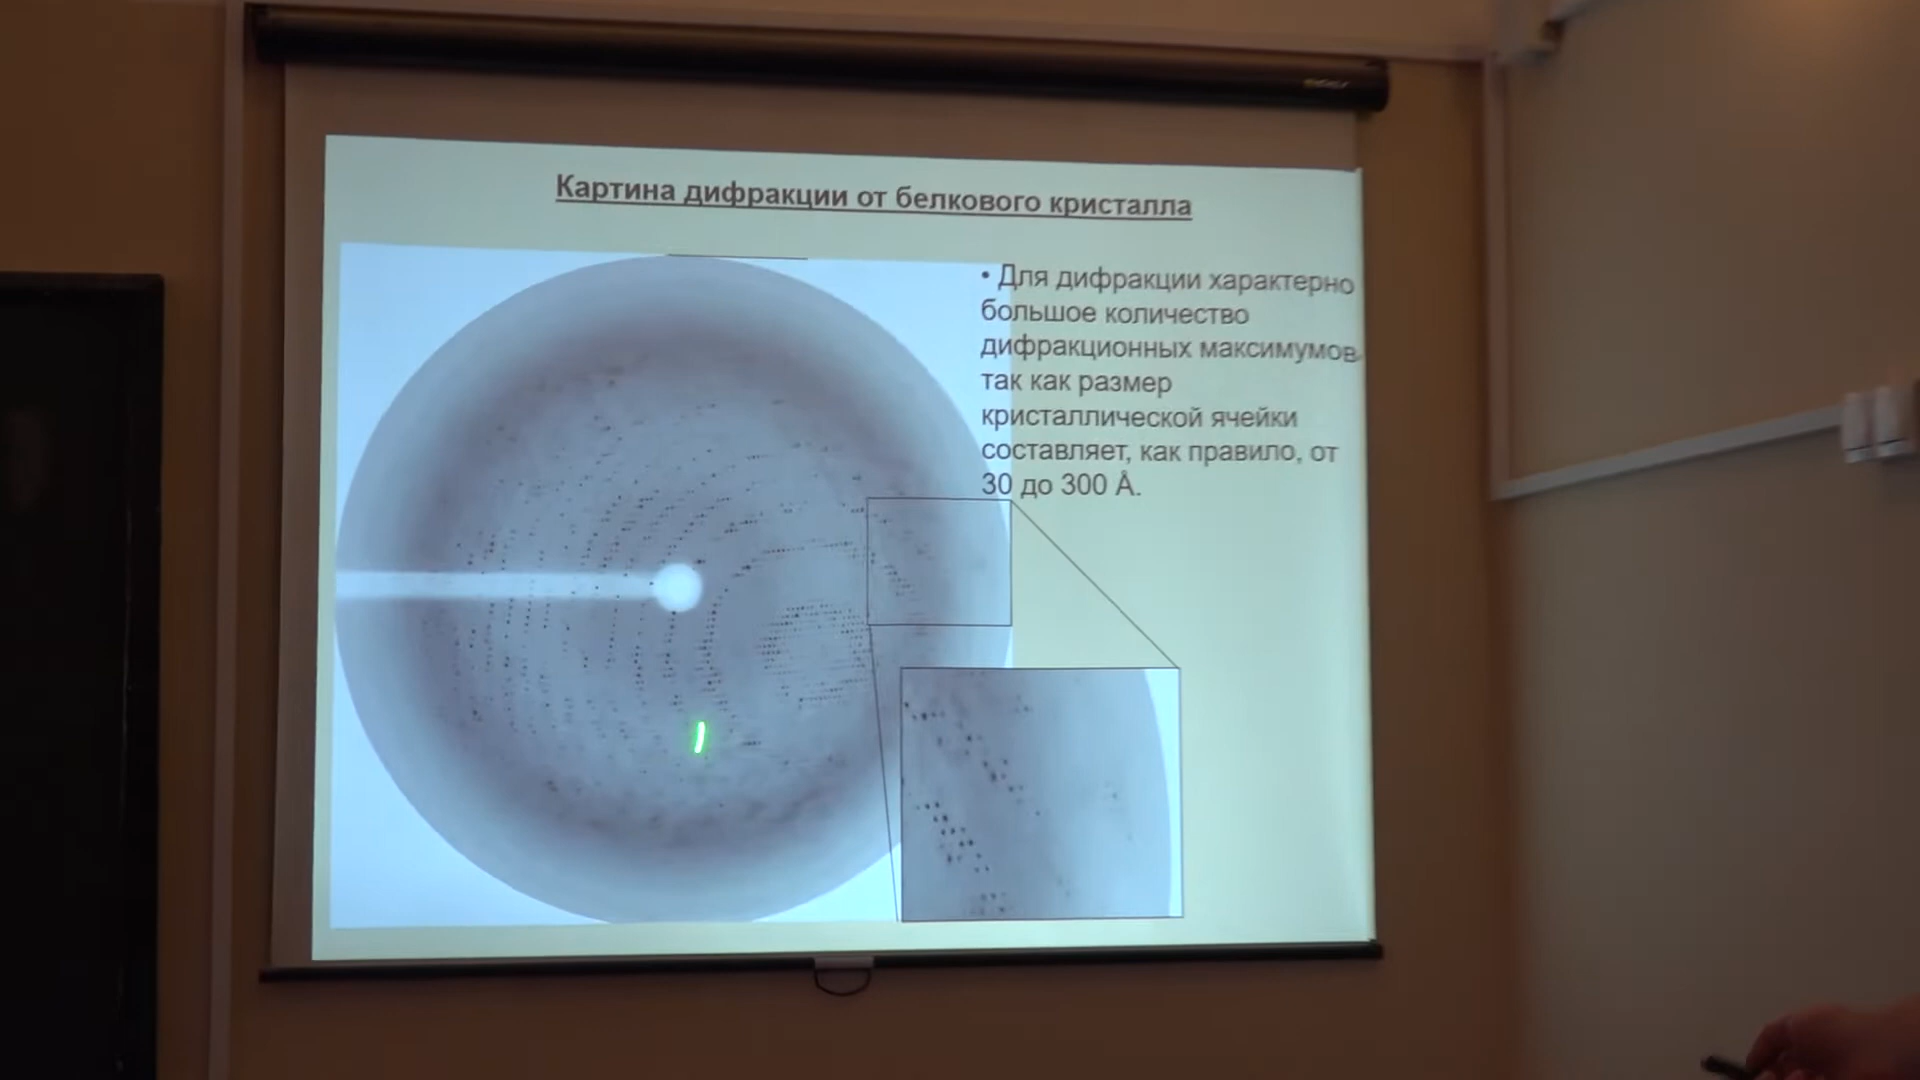 Картина дифракции от белкового кристалла
• Для дифракции характерно
большое количество
дифракционных максимумов
так как размер
кристаллической ячейки
составляет, как правило, от
30 до 300 Å.